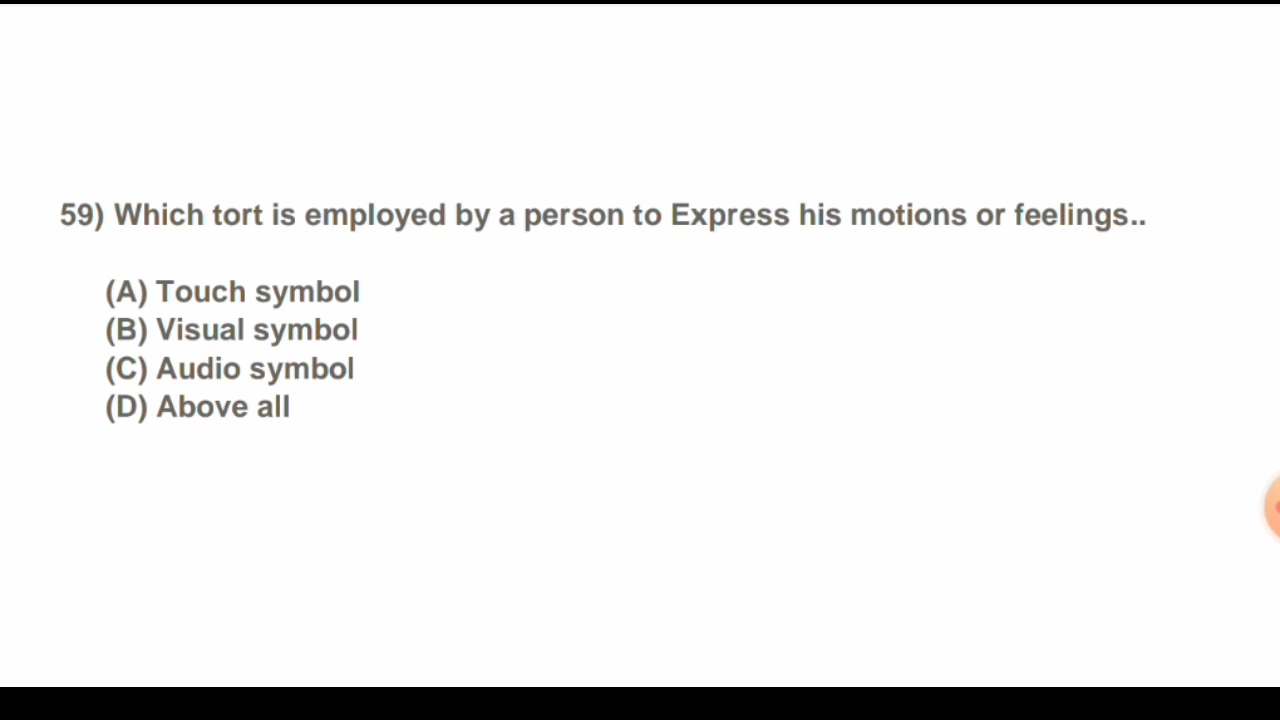 59) Which tort is employed by a person to Express his motions or feelings..
(A) Touch symbol
(B) Visual symbol
(C) Audio symbol
(D) Above all